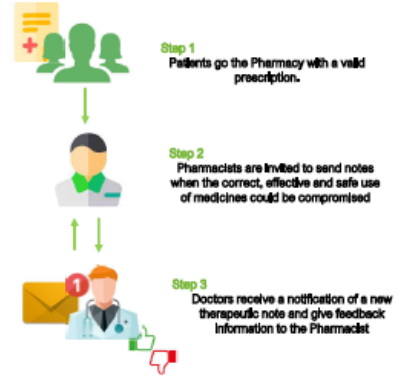 Step 1
Patients go the Pharmacy with a valid
prescription.
Step 2
Pharmacists are invited to send notes
when the correct, effective and safe use
of medicines could be compromised
1
Step 3
Doctors receive a notification of a new
therapeutic note and give feedback
information to the Pharmacist